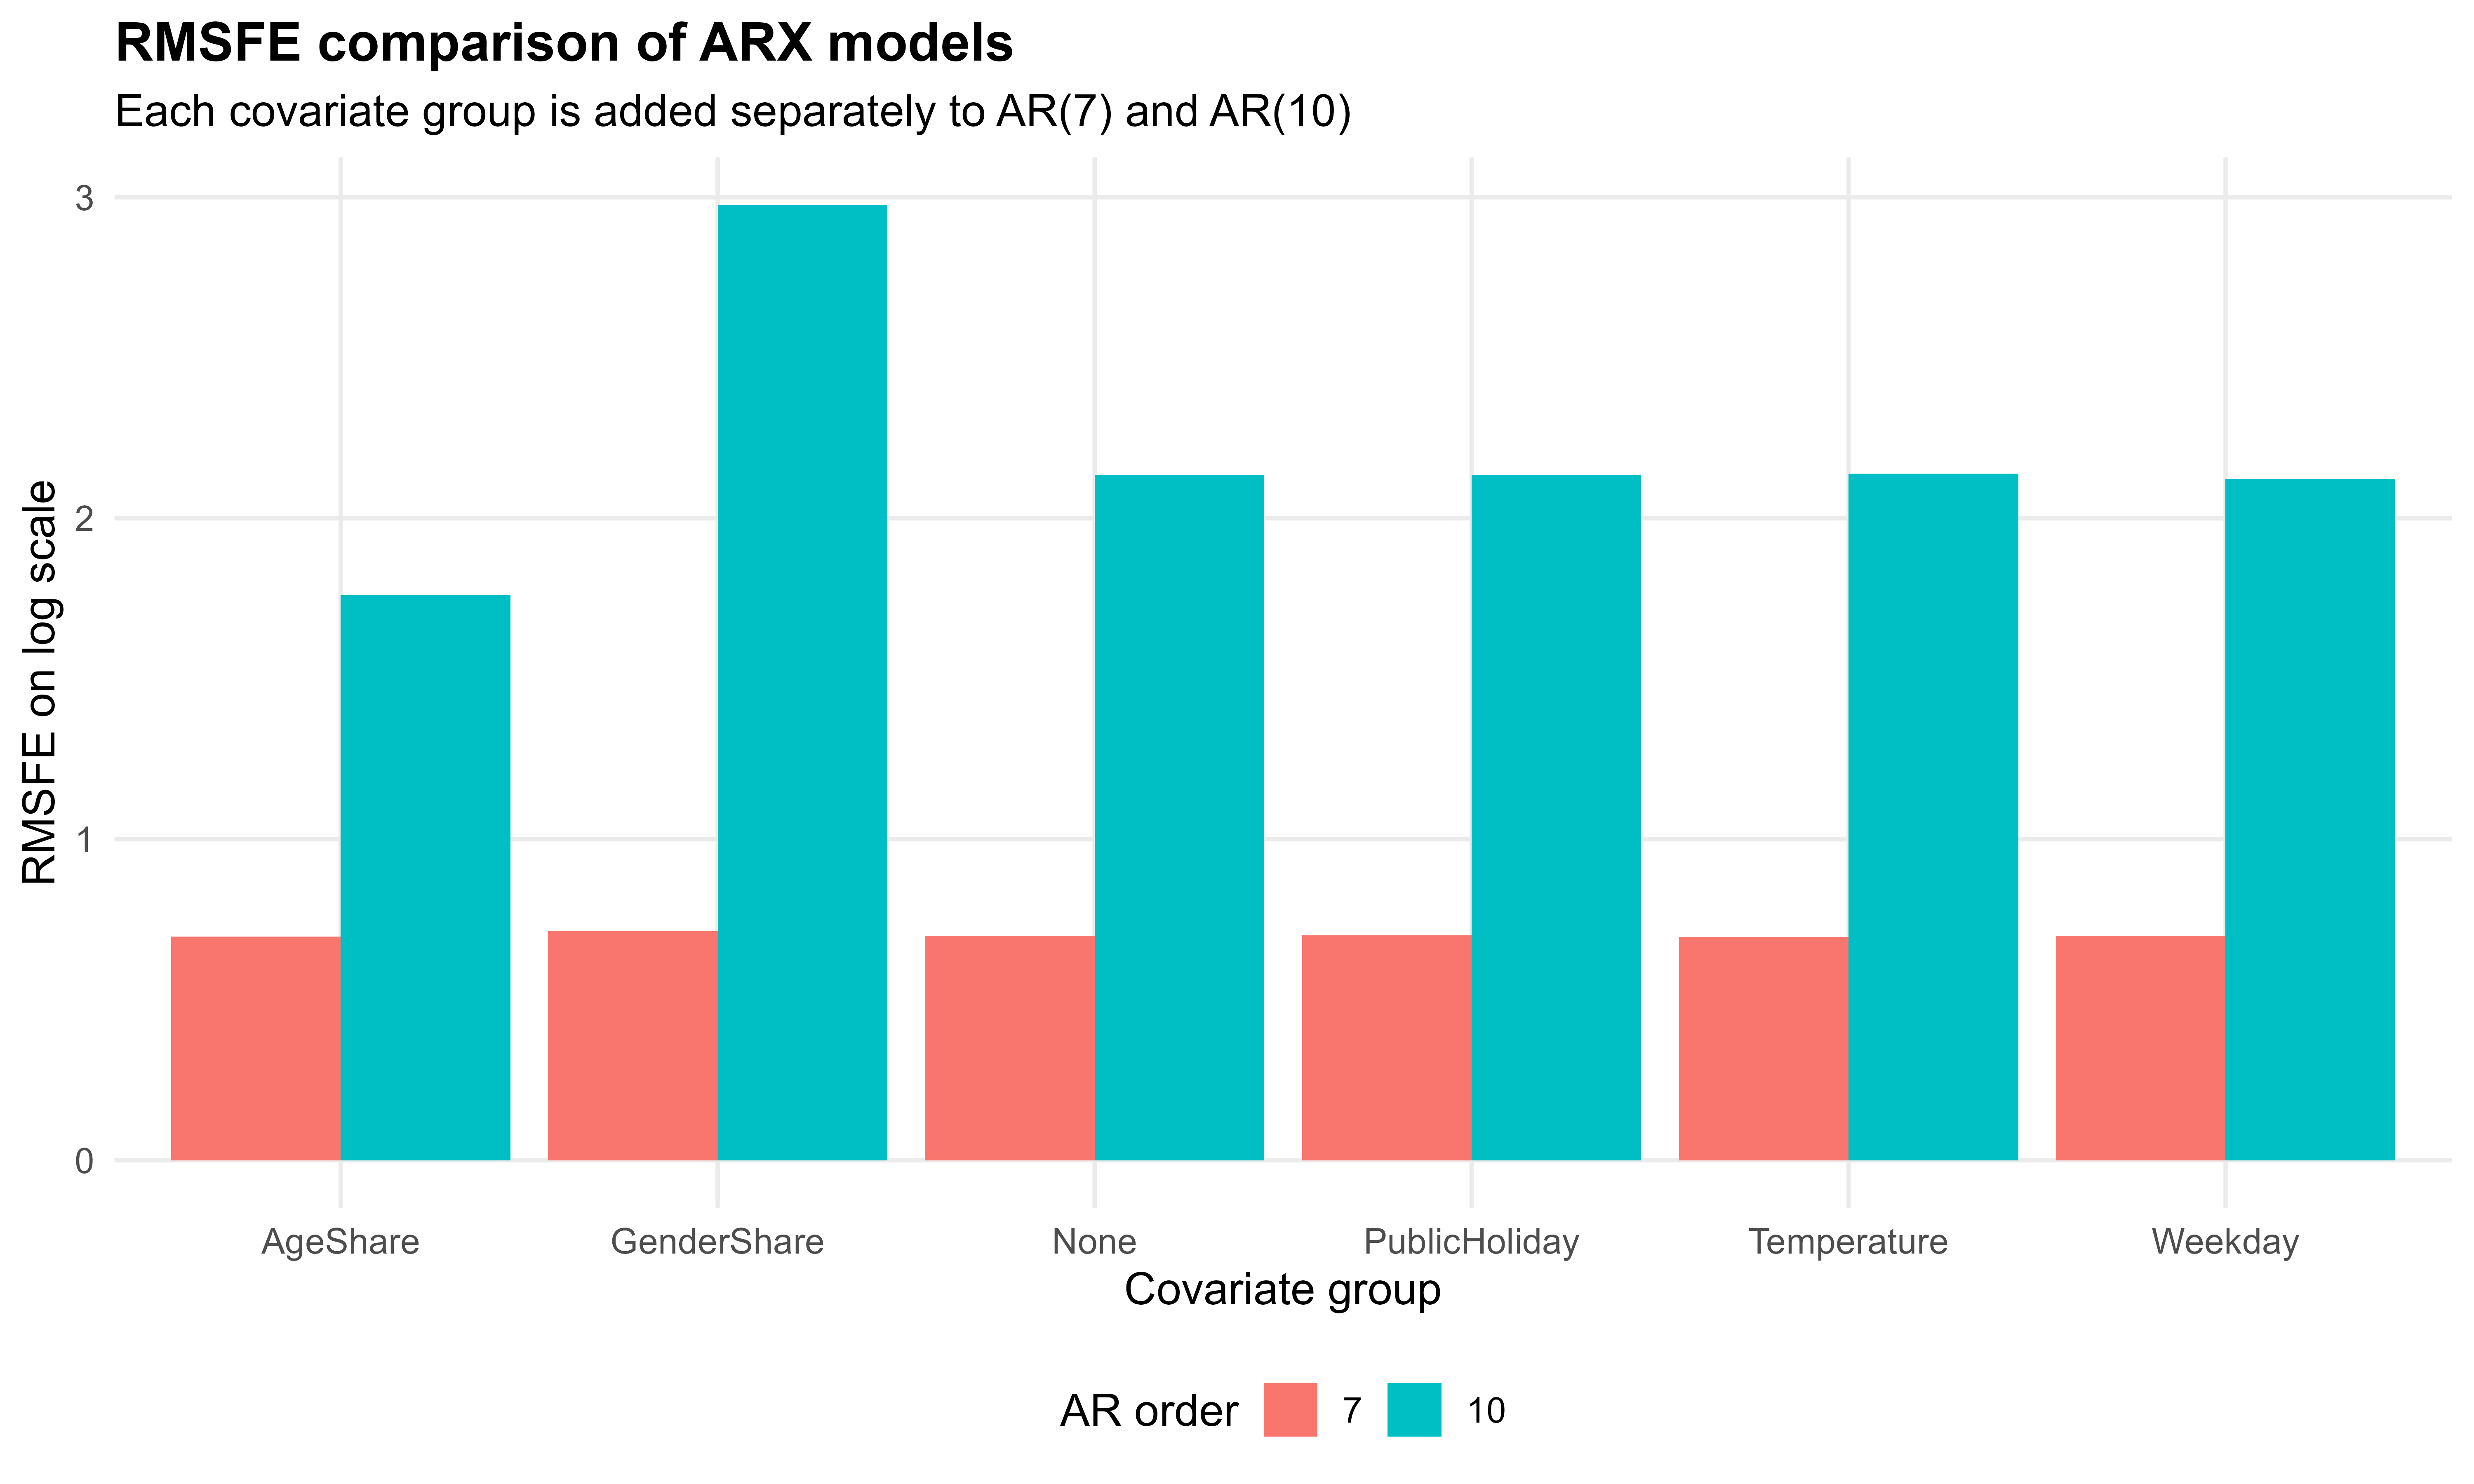 RMSFE comparison of ARX models
Each covariate group is added separately to AR(7) and AR(10)
RMSFE on log scale
3
2
1
0
AgeShare GenderShare None PublicHoliday Temperature Weekday
Covariate group
AR order 7 10